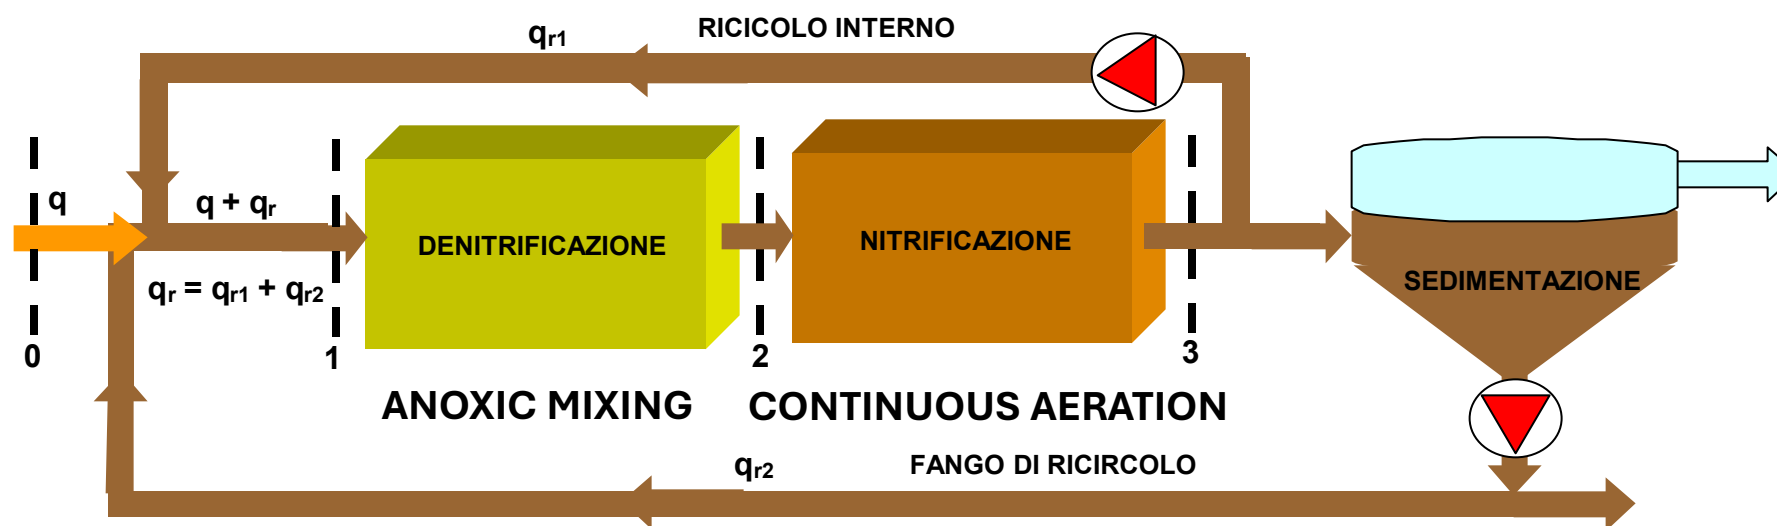 RICICOLO INTERNO
qr1
q
q + qr
qr = qr1 + qr2
DENITRIFICAZIONE
NITRIFICAZIONE
SEDIMENTAZIONE
0
1
2
3
ANOXIC MIXING
CONTINUOUS AERATION
qr2
FANGO DI RICIRCOLO